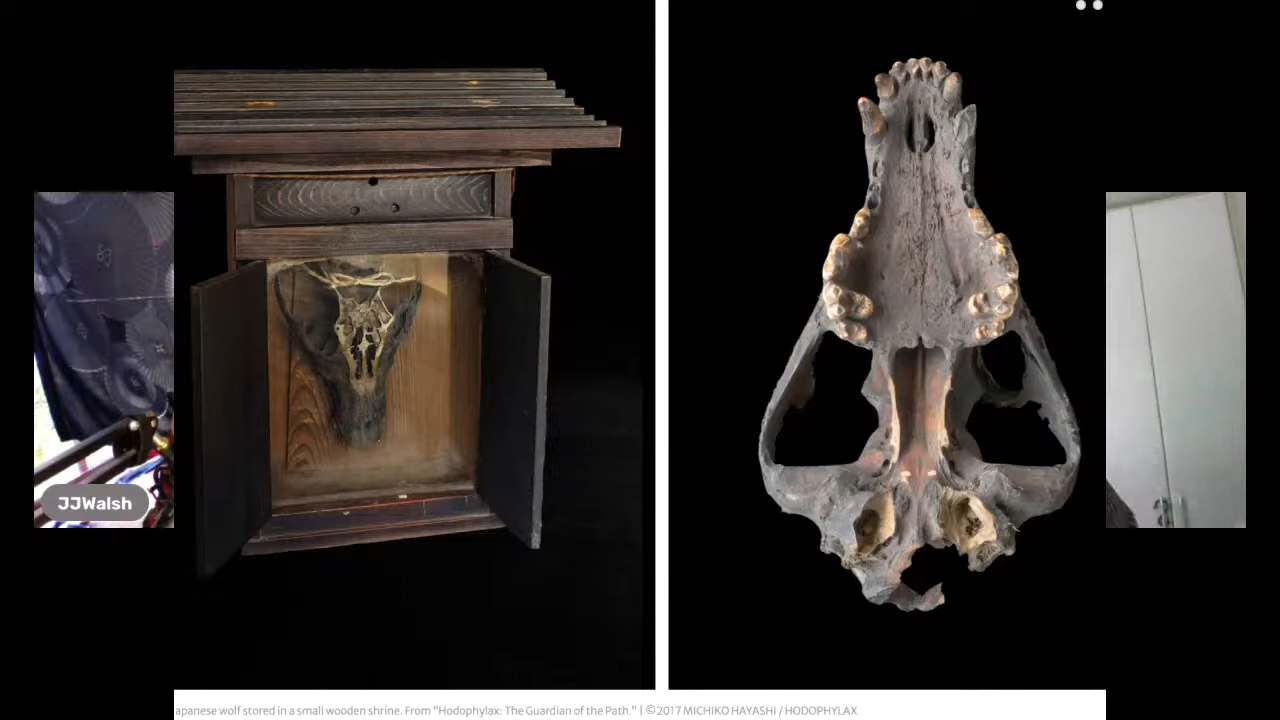 JJWalsh
apanese wolf stored in a small wooden shrine. From “Hodophylax: The Guardian of the Path.” | ©2017 MICHIKO HAYASHI / HODOPHYLAX